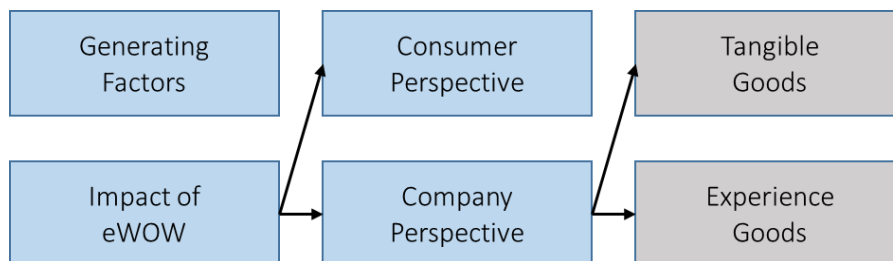 Generating
Factors
Consumer
Perspective
Tangible
Goods
Impact of
eWOW
Company
Perspective
Experience
Goods